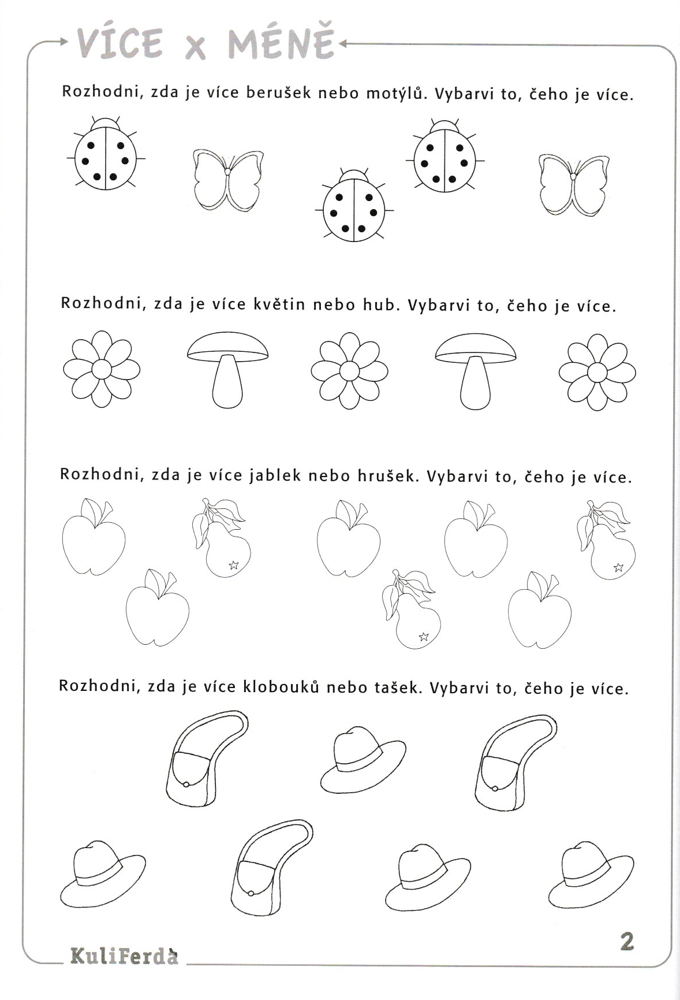 VÍCE x MÉNĚ
Rozhodni, zda je více berušek nebo motýlů. Vybarvi to, čeho je více.
Rozhodni, zda je více květin nebo hub. Vybarvi to, čeho je více.
Rozhodni, zda je více jablek nebo hrušek. Vybarvi to, čeho je více.
Rozhodni, zda je více klobouků nebo tašek. Vybarvi to, čeho je více.
2
KuliFerda